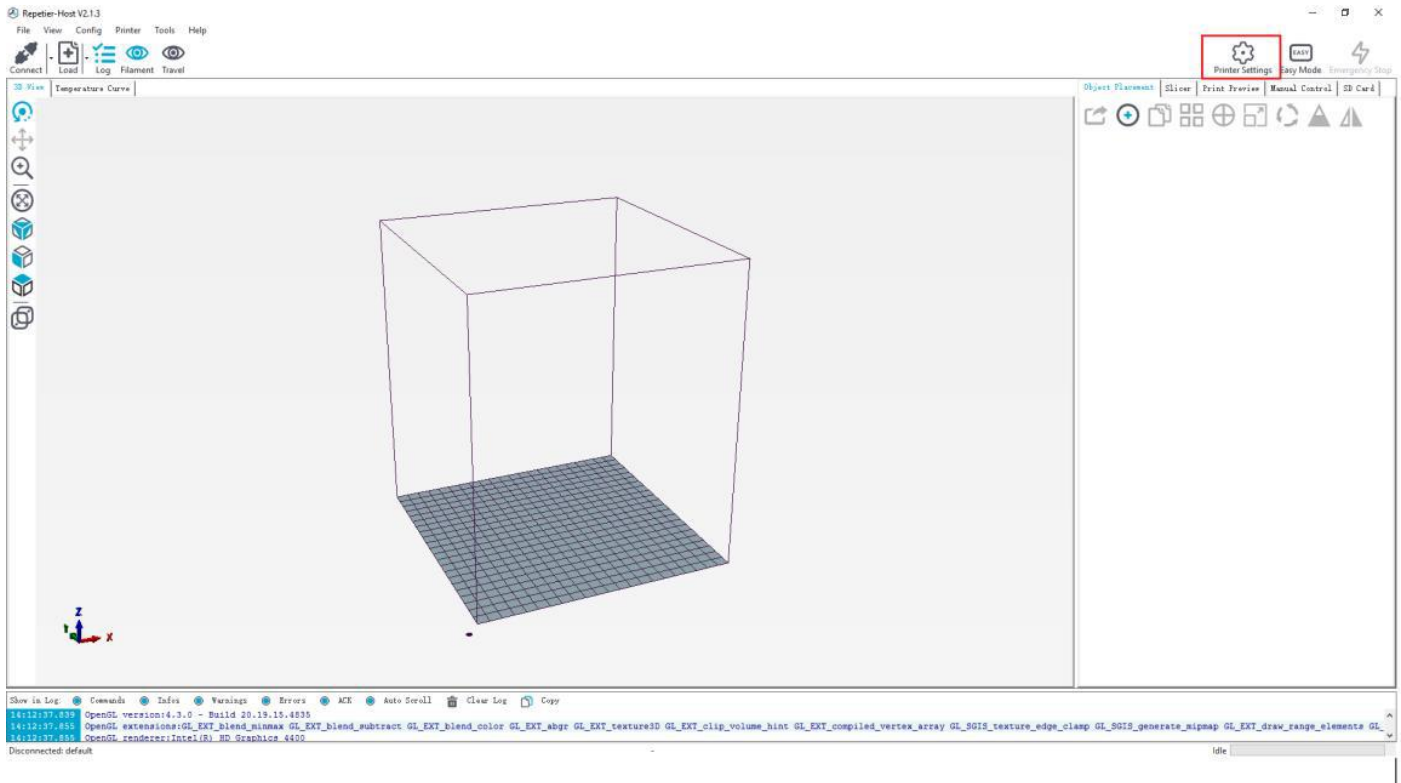 Repetier-Host V2.1.3
File View Config Printer Tools Help
Connect Load Log Filament Travel Printer Settings Easy Mode Emergency Stop
EASY
3D View Temperature Curve Object Placement Slicer Print Preview Manual Control SD Card
Z
Y X
Show in Log: Commands Infos Warnings Errors ACK Auto Scroll Clear Log Copy
14:12:37.839 OpenGL version:4.3.0 - Build 20.19.15.4835
14:12:37.855 OpenGL extensions:GL_EXT_blend_minmax GL_EXT_blend_subtract GL_EXT_blend_color GL_EXT_abgr GL_EXT_texture3D GL_EXT_clip_volume_hint GL_EXT_compiled_vertex_array GL_SGIS_texture_edge_clamp GL_SGIS_generate_mipmap GL_EXT_draw_range_elements GL_
14:12:37.855 OpenGL renderer:Intel(R) HD Graphics 4400
Disconnected: default - Idle